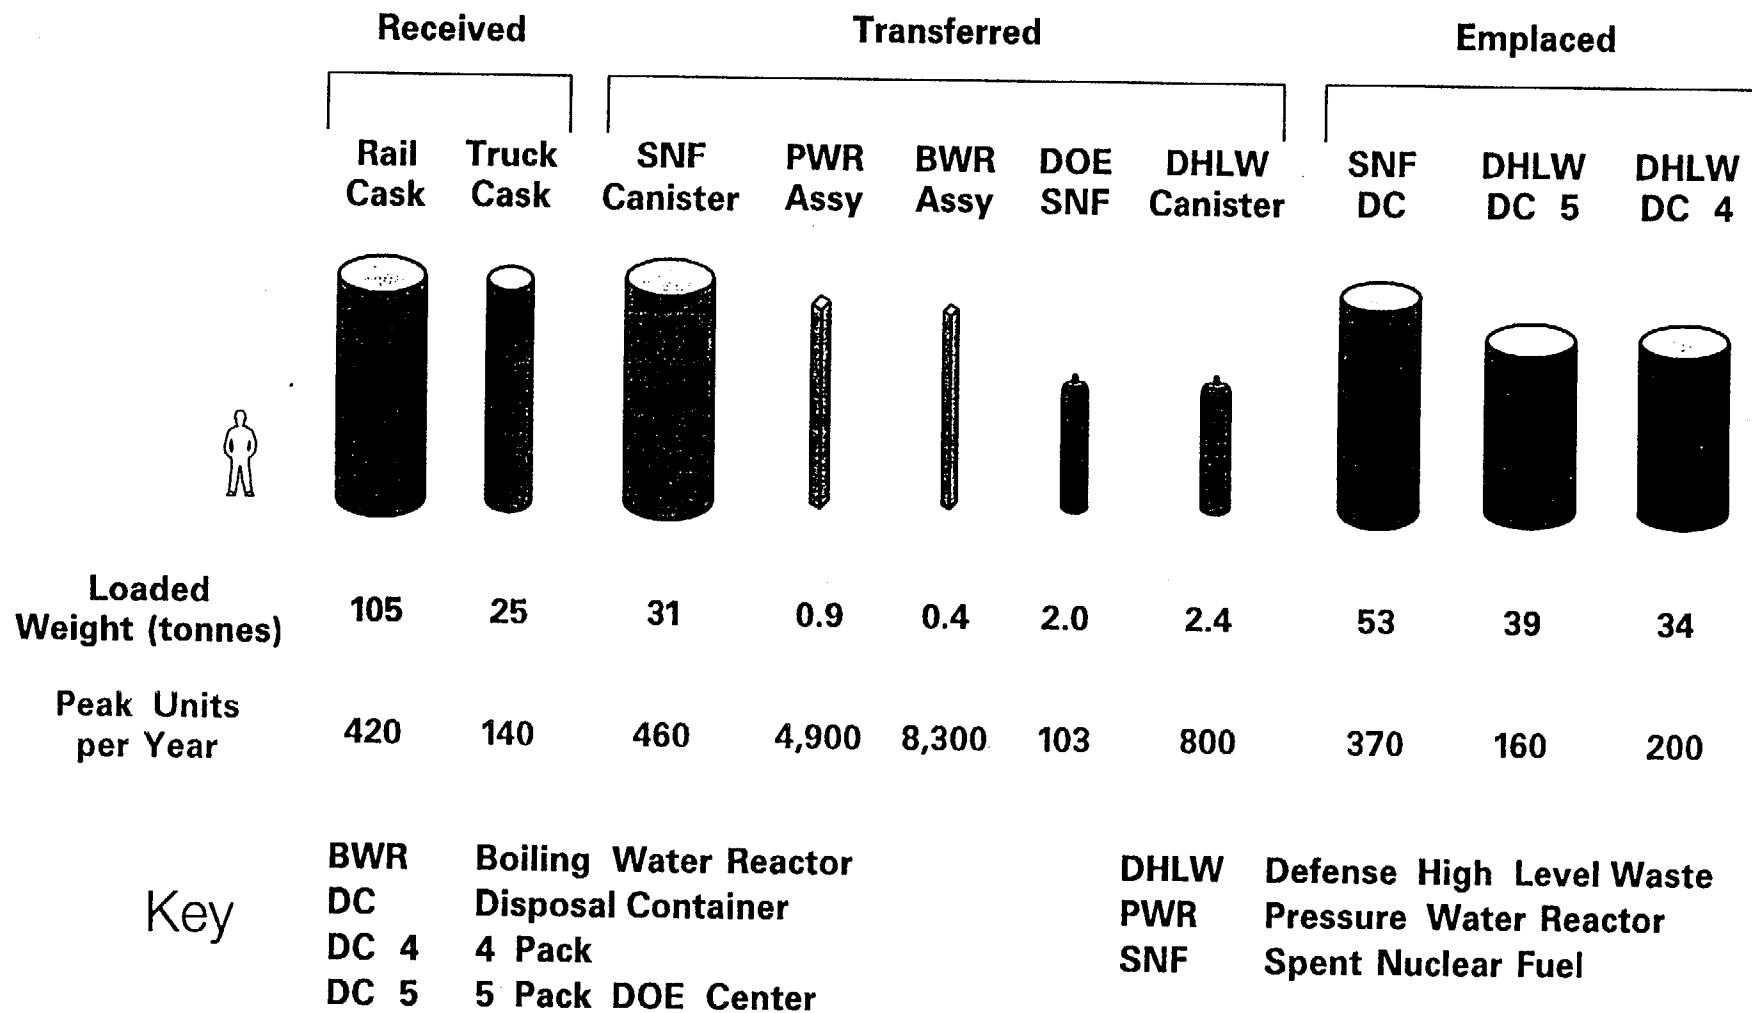 Received Transferred Emplaced
Rail Cask Truck Cask SNF Canister PWR Assy BWR Assy DOE SNF DHLW Canister SNF DC DHLW DC 5 DHLW DC 4
Loaded Weight (tonnes) 105 25 31 0.9 0.4 2.0 2.4 53 39 34
Peak Units per Year 420 140 460 4,900 8,300 103 800 370 160 200
Key
BWR Boiling Water Reactor
DC Disposal Container
DC 4 4 Pack
DC 5 5 Pack DOE Center
DHLW Defense High Level Waste
PWR Pressure Water Reactor
SNF Spent Nuclear Fuel